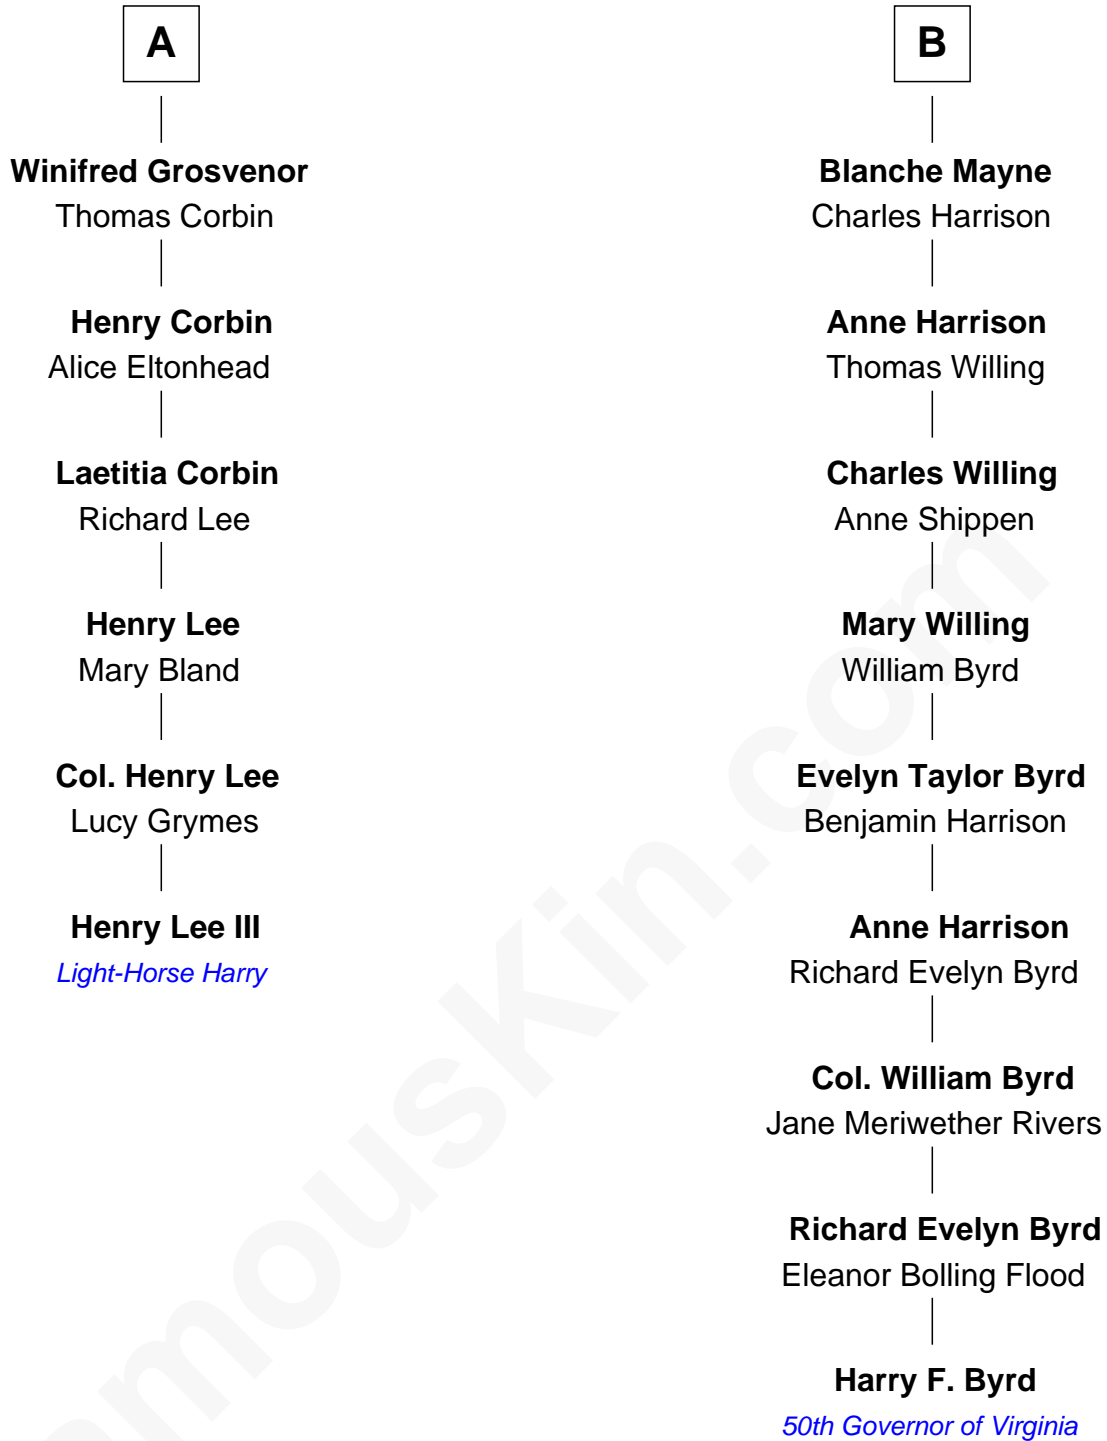 A
Winifred Grosvenor
Thomas Corbin
Henry Corbin
Alice Eltonhead
Laetitia Corbin
Richard Lee
Henry Lee
Mary Bland
Col. Henry Lee
Lucy Grymes
Henry Lee III
Light-Horse Harry
B
Blanche Mayne
Charles Harrison
Anne Harrison
Thomas Willing
Charles Willing
Anne Shippen
Mary Willing
William Byrd
Evelyn Taylor Byrd
Benjamin Harrison
Anne Harrison
Richard Evelyn Byrd
Col. William Byrd
Jane Meriwether Rivers
Richard Evelyn Byrd
Eleanor Bolling Flood
Harry F. Byrd
50th Governor of Virginia
amousKin.com